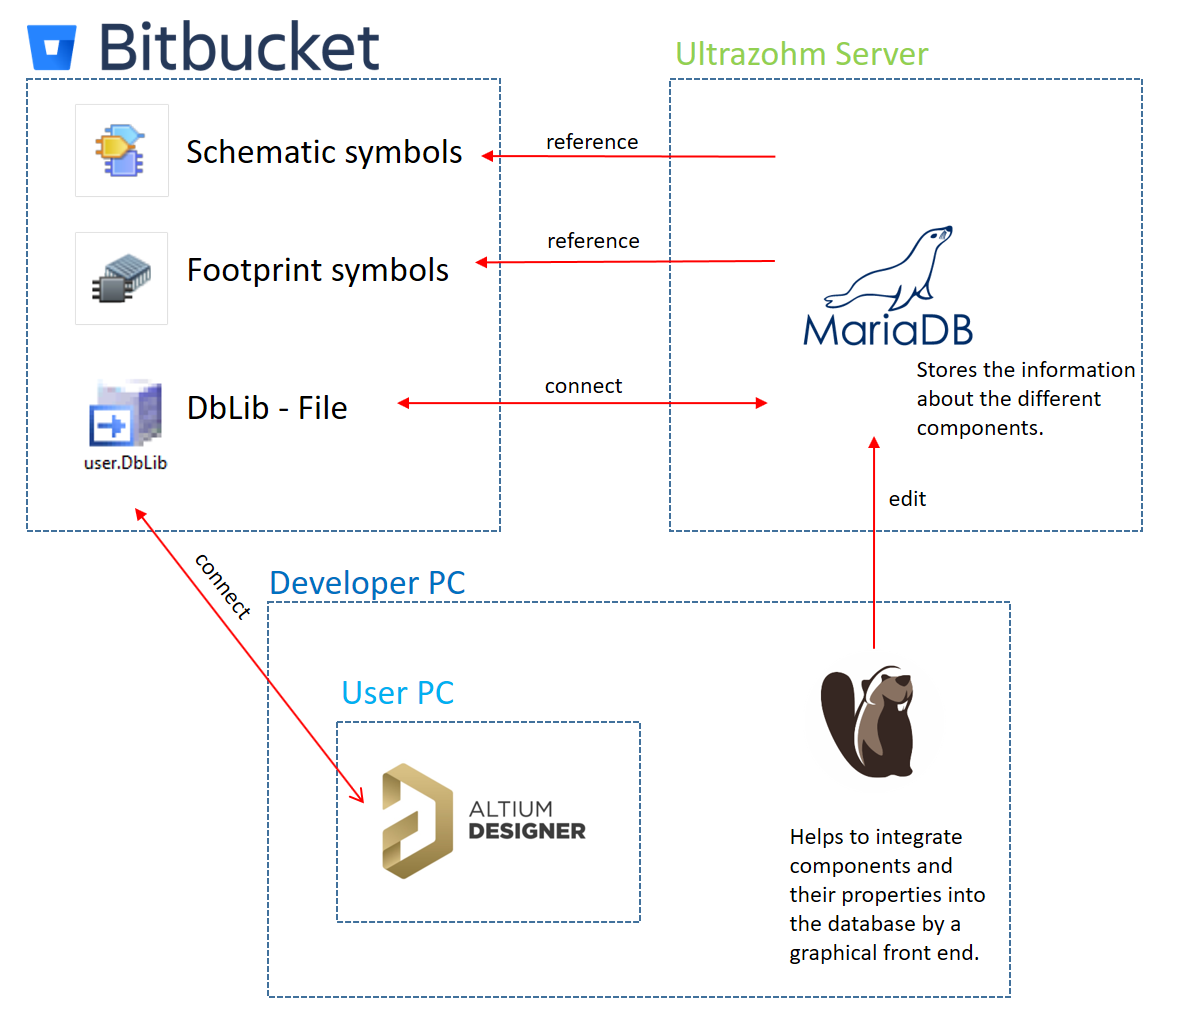 Bitbucket
Ultrazohm Server
Schematic symbols
reference
Footprint symbols
reference
MariaDB
Stores the information
about the different
components.
DbLib - File
connect
user.DbLib
edit
connect
Developer PC
User PC
ALTIUM
DESIGNER
Helps to integrate
components and
their properties into
the database by a
graphical front end.